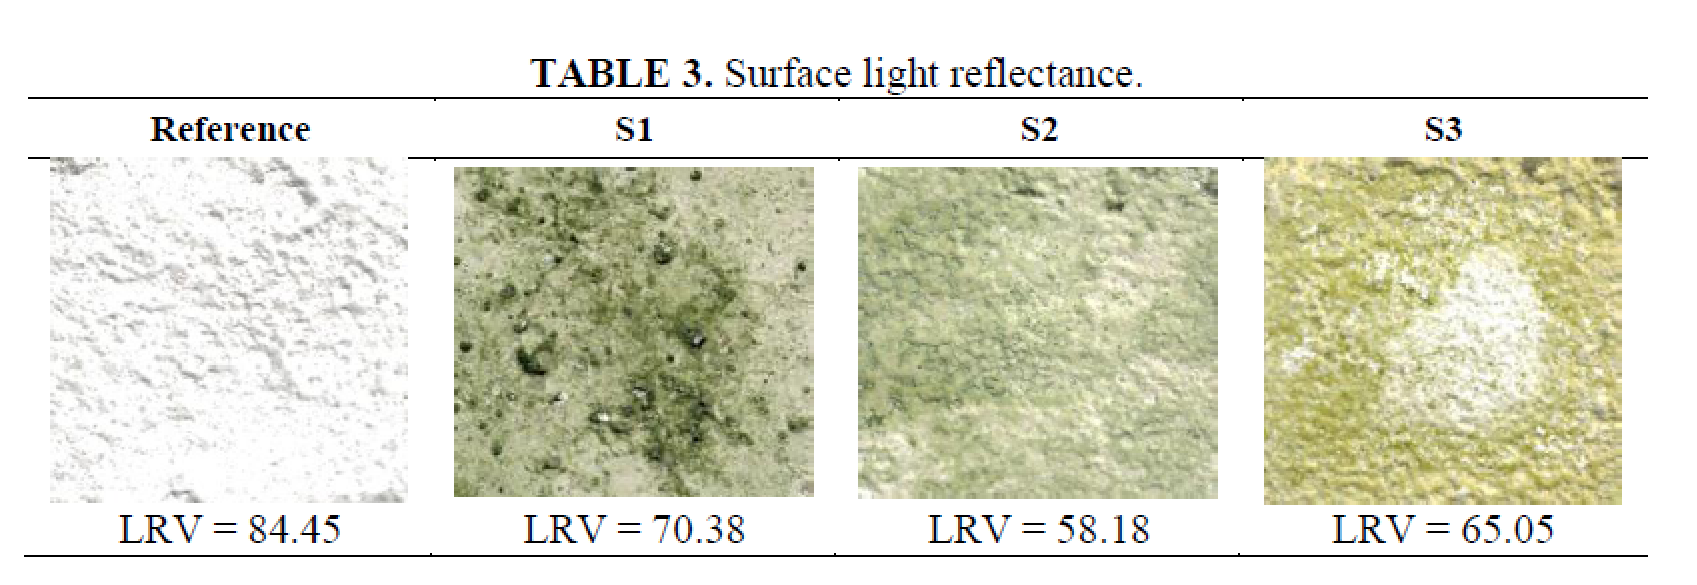 TABLE 3. Surface light reflectance.
Reference S1 S2 S3
LRV = 84.45 LRV = 70.38 LRV = 58.18 LRV = 65.05